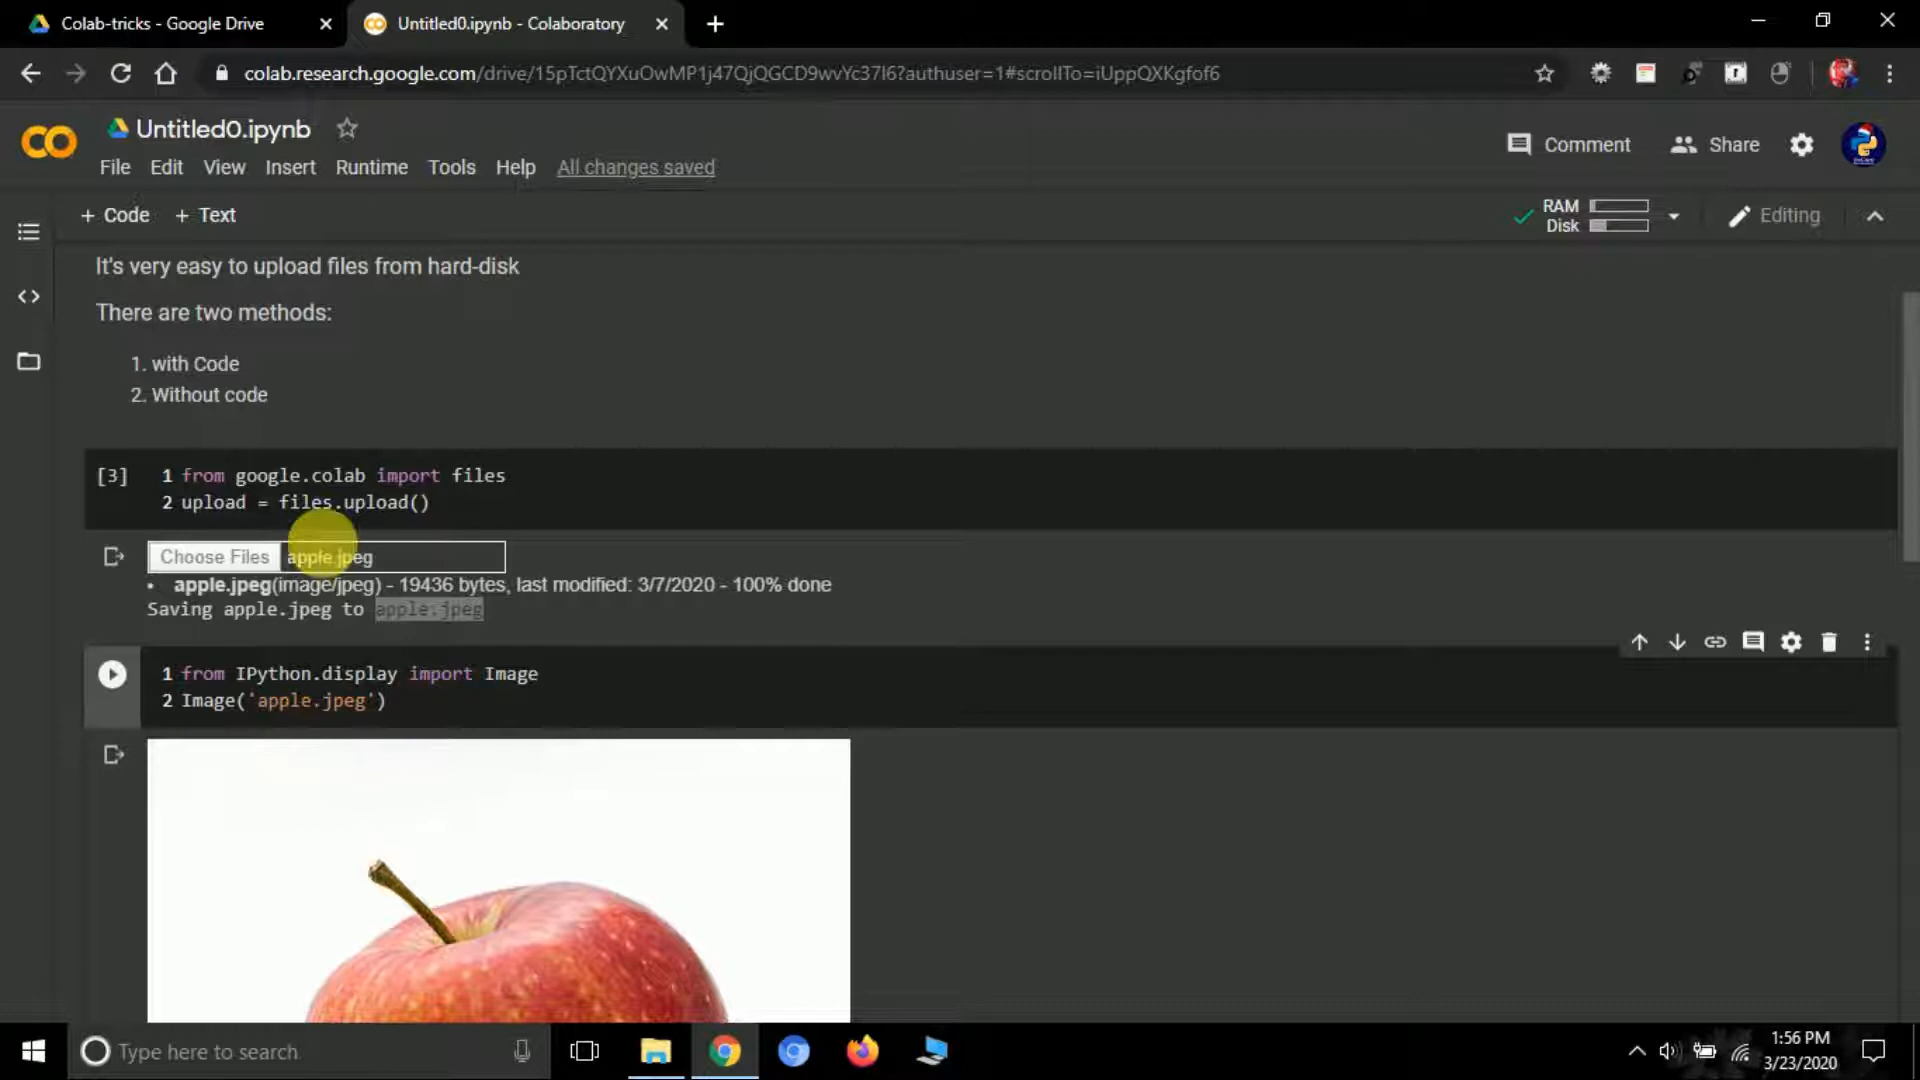 Colab-tricks - Google Drive
Untitled0.ipynb - Colaboratory
colab.research.google.com/drive/15pTctQYXuOwMP1j47QjQGCD9wvYc37I6?authuser=1#scrollTo=iUppQXKgfof6
CO
Untitled0.ipynb
Comment
Share
File Edit View Insert Runtime Tools Help All changes saved
+ Code + Text
RAM
Disk
Editing
It's very easy to upload files from hard-disk
There are two methods:
1. with Code
2. Without code
[3]
1 from google.colab import files
2 upload = files.upload()
Choose Files apple.jpeg
• apple.jpeg(image/jpeg) - 19436 bytes, last modified: 3/7/2020 - 100% done
Saving apple.jpeg to apple.jpeg
1 from IPython.display import Image
2 Image('apple.jpeg')
Type here to search
1:56 PM
3/23/2020